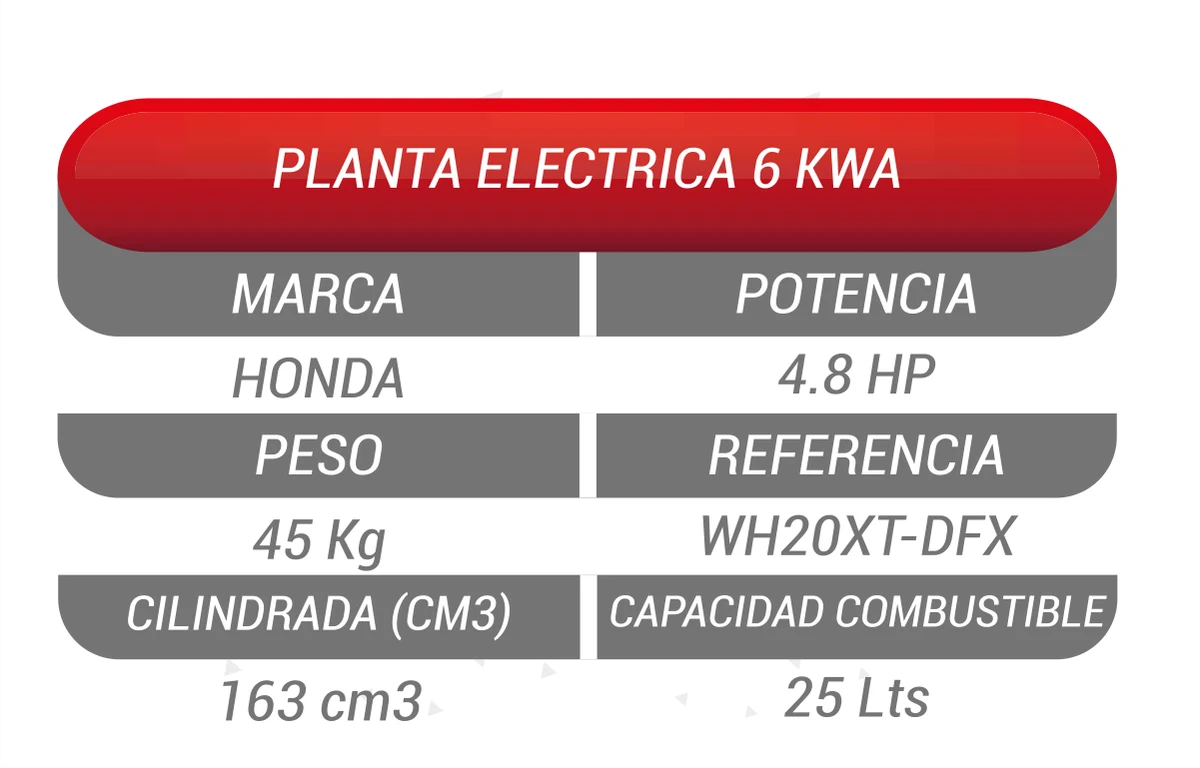 PLANTA ELECTRICA 6 KWA
MARCA
POTENCIA
HONDA
4.8 HP
PESO
REFERENCIA
45 Kg
WH20XT-DFX
CILINDRADA (CM3)
CAPACIDAD COMBUSTIBLE
163 cm3
25 Lts